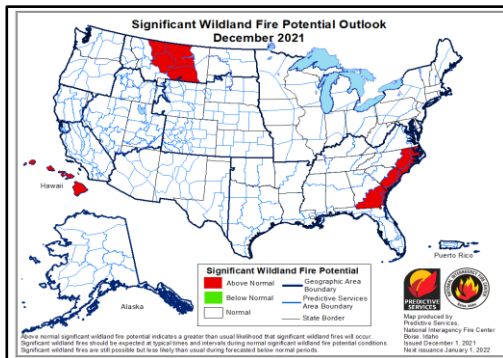 Significant Wildland Fire Potential Outlook
December 2021
Hawaii
Alaska
Puerto Rico
Significant Wildland Fire Potential
Above Normal
Below Normal
Normal
Geographic Area
Boundary
Predictive Services
Area Boundary
State Border
PREDICTIVE
SERVICES
Map produced by
Predictive Services,
National Interagency Fire Center
Boise, Idaho
Issued December 1, 2021
Next issuance January 1, 2022
Above normal significant wildland fire potential indicates a greater than usual likelihood that significant wildland fires will occur.
Significant wildland fires should be expected at typical times and intervals during normal significant wildland fire potential conditions.
Significant wildland fires are still possible but less likely than usual during forecasted below normal periods.